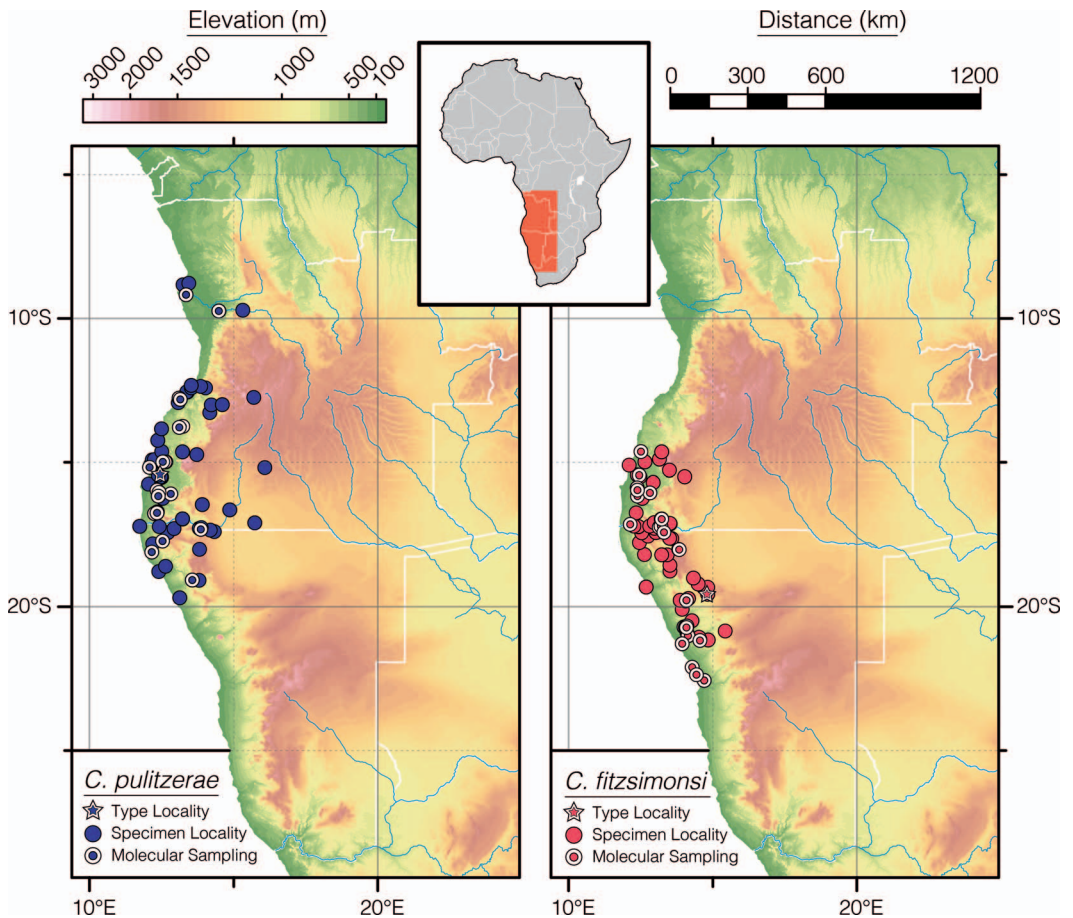 Elevation (m)
3000 2000 1500 1000 500 100
Distance (km)
0 300 600 1200
10°S
20°S
10°S
20°S
C. pulitzerae
Type Locality
Specimen Locality
Molecular Sampling
C. fitzsimonsi
Type Locality
Specimen Locality
Molecular Sampling
10°E 20°E
10°E 20°E